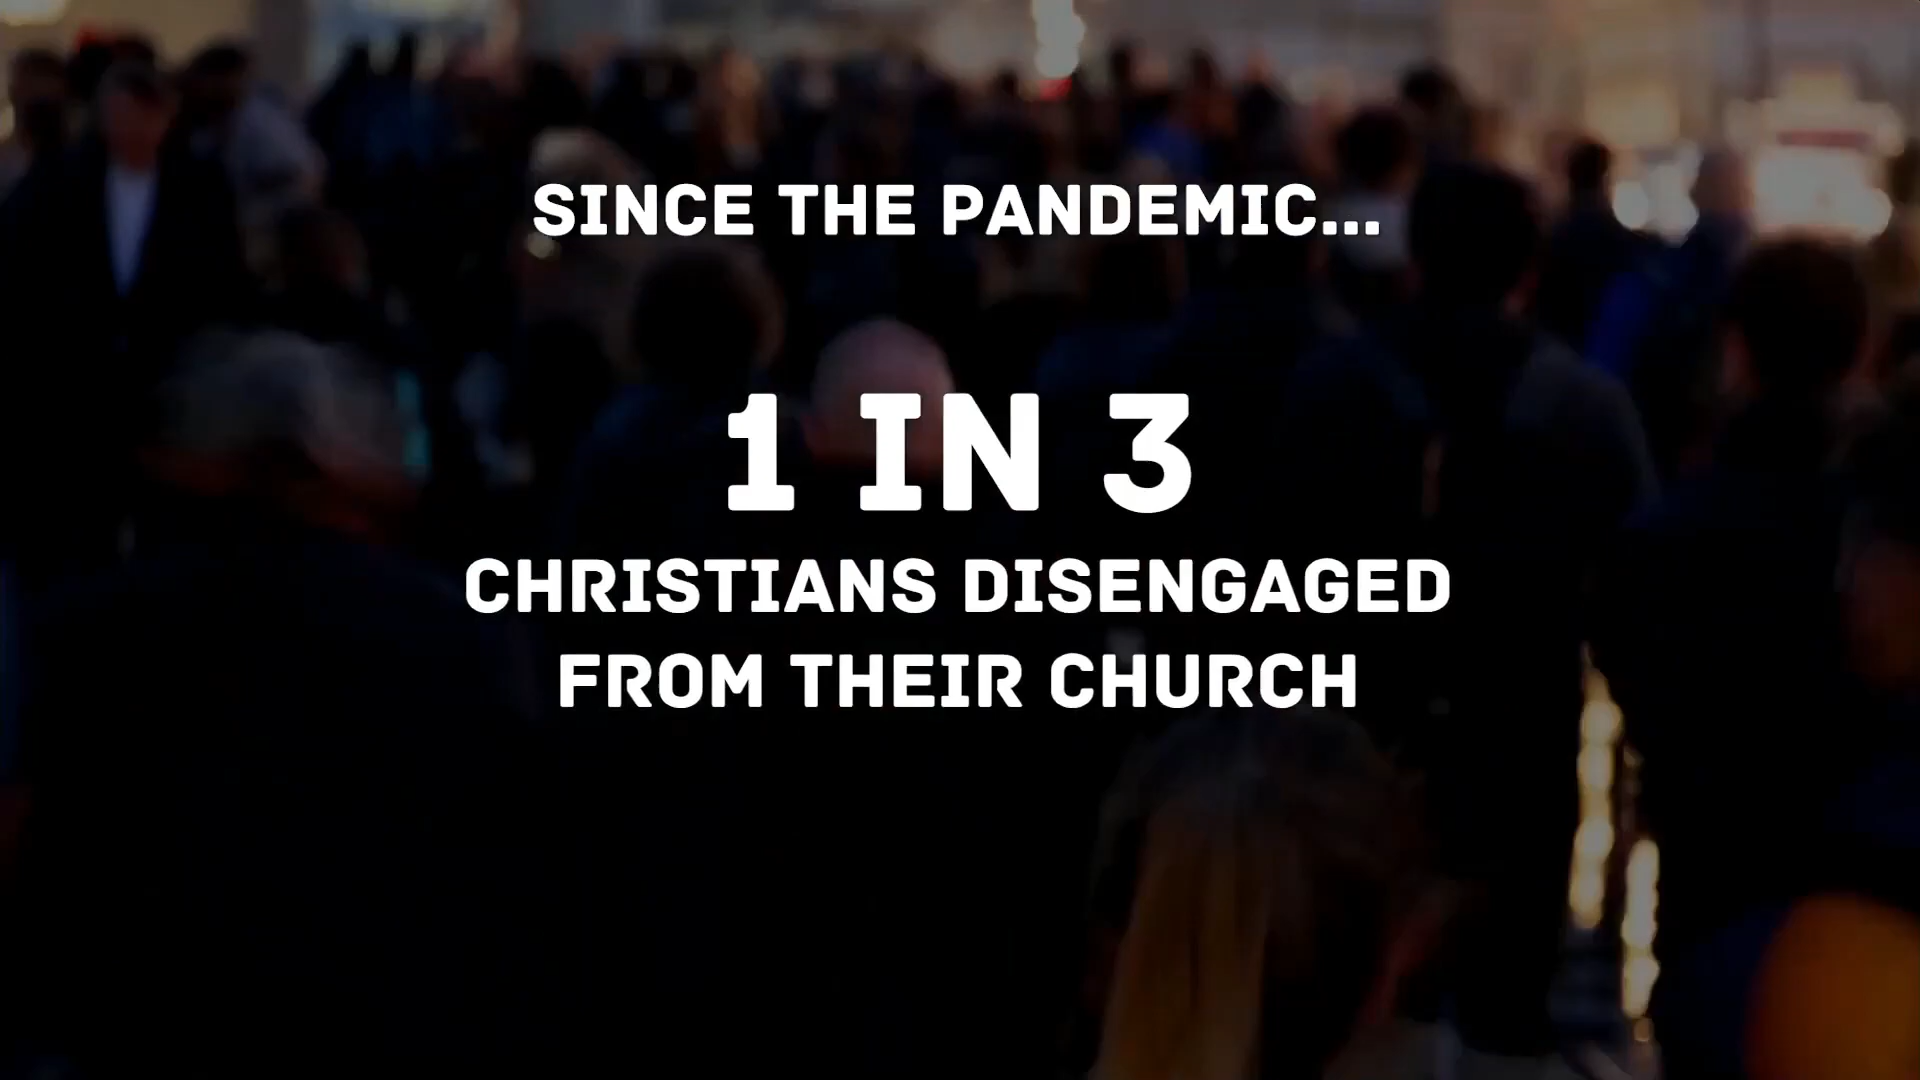 SINCE THE PANDEMIC...
1 IN 3
CHRISTIANS DISENGAGED
FROM THEIR CHURCH